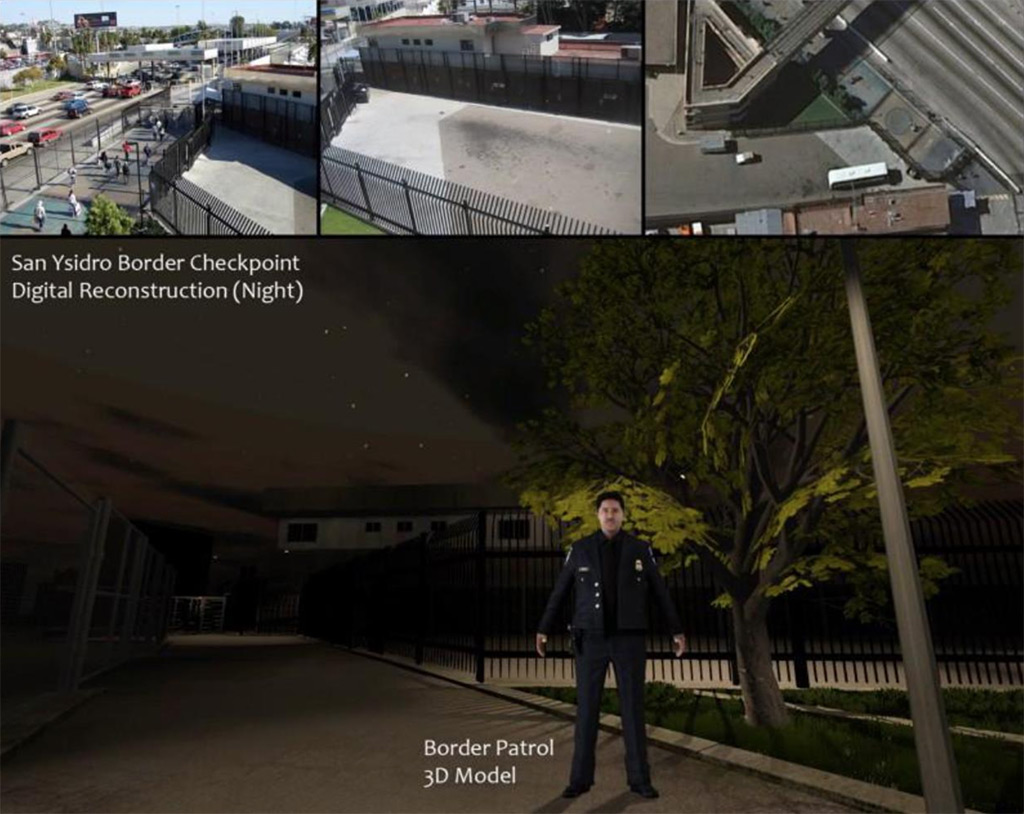 San Ysidro Border Checkpoint
Digital Reconstruction (Night)
Border Patrol
3D Model